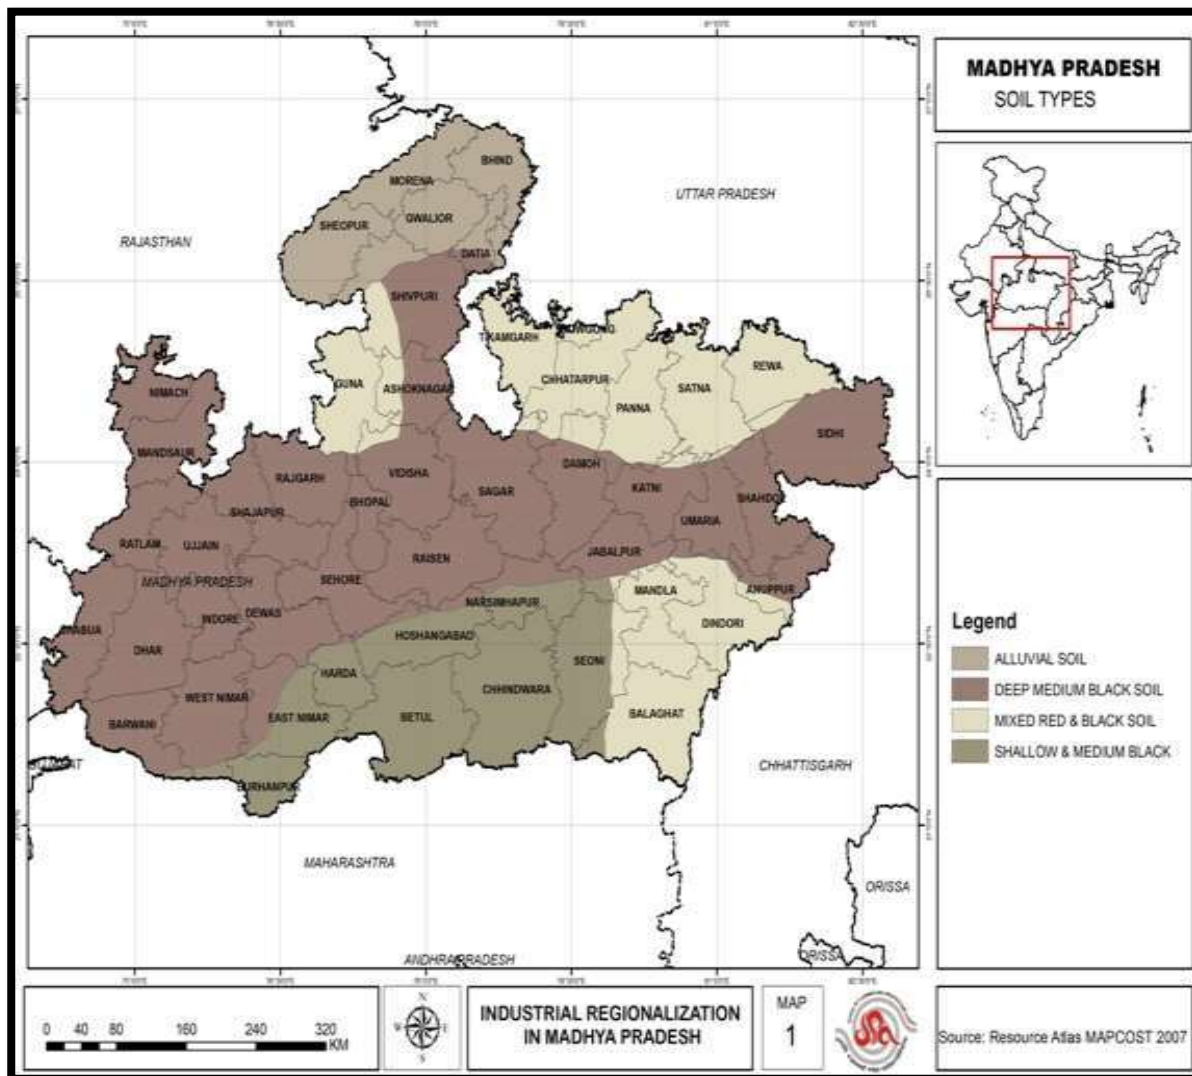 MADHYA PRADESH
SOIL TYPES
UTTAR PRADESH
RAJASTHAN
BHIND
MORENA
GWALIOR
SHEOPUR
DATIA
SHIVPURI
TIKAMGARH
REWA
GUNA
ASHOKNAGAR
CHHATARPUR
SATNA
NIMACH
PANNA
SIDHI
MANDSAUR
DAMOH
VIDISHA
RAJGARH
SAGAR
KATNI
BHOPAL
SHAHDOL
SHAJAPUR
UMARIA
RATLAM
UJJAIN
RAISEN
JABALPUR
MADHYA PRADESH
SEHORE
MANDLA
ANUPPUR
NARSIMHAPUR
INDORE
DEWAS
DINDORI
JHABUA
HOSHANGABAD
DHAR
SEONI
HARDA
CHHINDWARA
WEST NIMAR
BALAGHAT
EAST NIMAR
BETUL
BARWANI
CHHATTISGARH
BURHANPUR
MAHARASHTRA
ORISSA
ANDHRA PRADESH
ORISSA
Legend
ALLUVIAL SOIL
DEEP MEDIUM BLACK SOIL
MIXED RED & BLACK SOIL
SHALLOW & MEDIUM BLACK
0 40 80 160 240 320
KM
N
W E
S
INDUSTRIAL REGIONALIZATION
IN MADHYA PRADESH
MAP
1
Source: Resource Atlas MAPCOST 2007